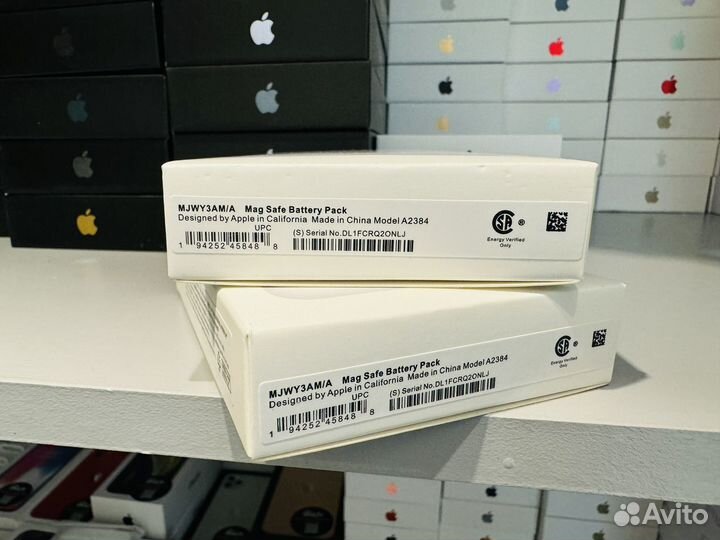 MJWY3AM/A Mag Safe Battery Pack
Designed by Apple in California Made in China Model A2384
UPC
(S) Serial No.DL1FCRQ2ONLJ
1 94252 45848 8
Energy Verified
Only
MJWY3AM/A Mag Safe Battery Pack
Designed by Apple in California Made in China Model A2384
UPC
(S) Serial No.DL1FCRQ2ONLJ
1 94252 45848 8
Energy Verified
Only
Avito